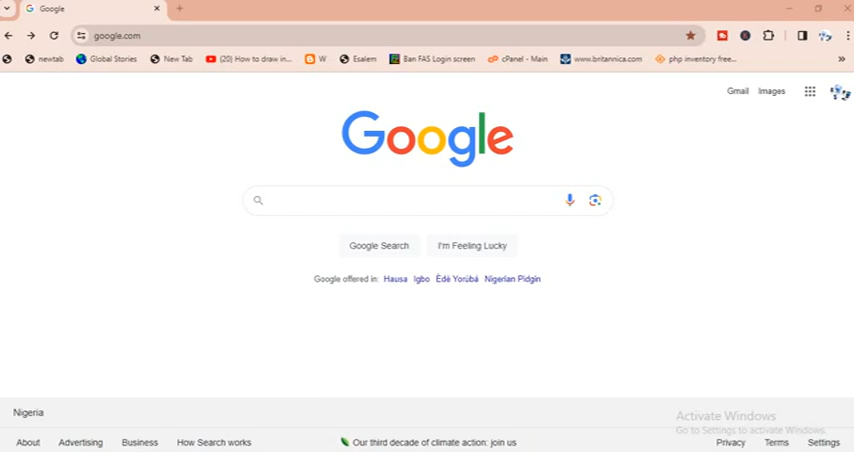 Google
google.com
newtab
Global Stories
New Tab
(20) How to draw in...
W
Esalem
Ban FAS Login screen
cPanel - Main
www.britannica.com
php inventory free...
Gmail Images
Google
Google Search I'm Feeling Lucky
Google offered in: Hausa Igbo Èdè Yorùbá Nigerian Pidgin
Nigeria
Activate Windows
Go to Settings to activate Windows.
About Advertising Business How Search works Our third decade of climate action: join us Privacy Terms Settings